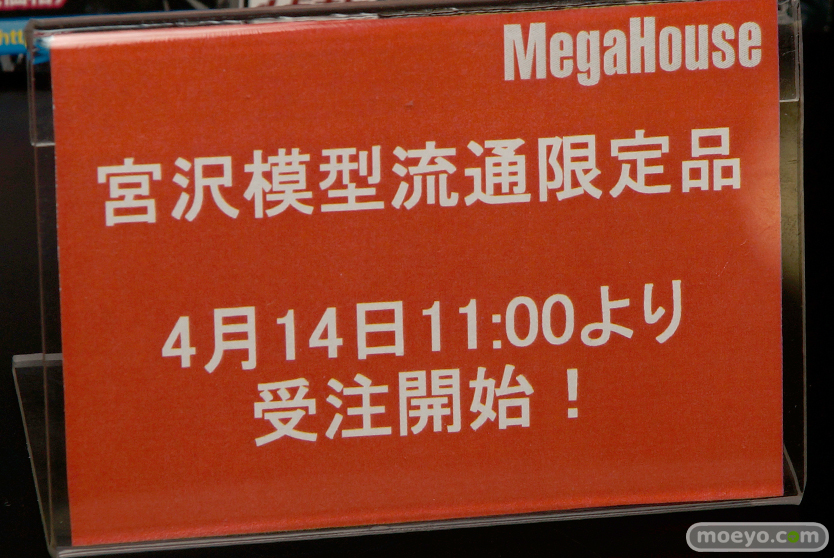 MegaHouse
宮沢模型流通限定品
4月14日11:00より
受注開始！
moeyo.com